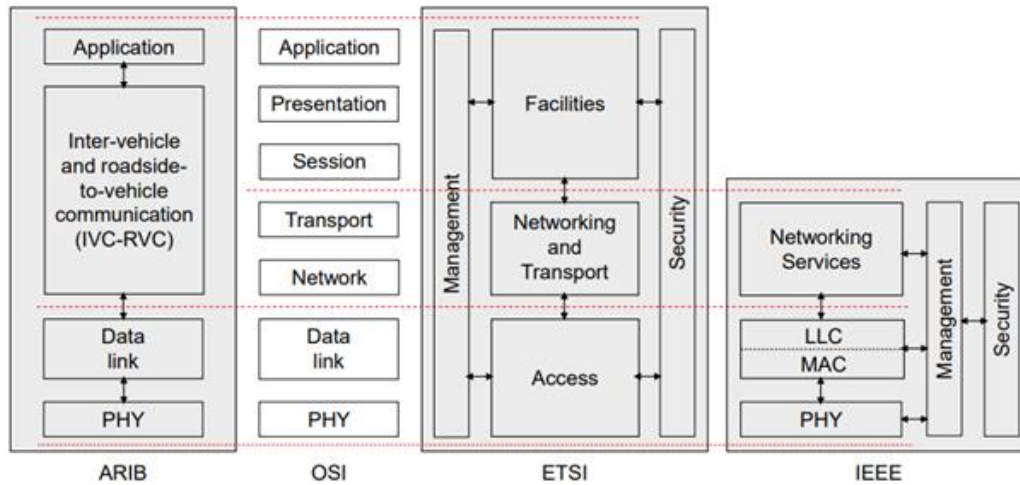 Application
Inter-vehicle
and roadside-
to-vehicle
communication
(IVC-RVC)
Data
link
PHY
ARIB
Application
Presentation
Session
Transport
Network
Data
link
PHY
OSI
Management
Facilities
Networking
and
Transport
Access
Security
ETSI
Networking
Services
LLC
MAC
PHY
Management
Security
IEEE